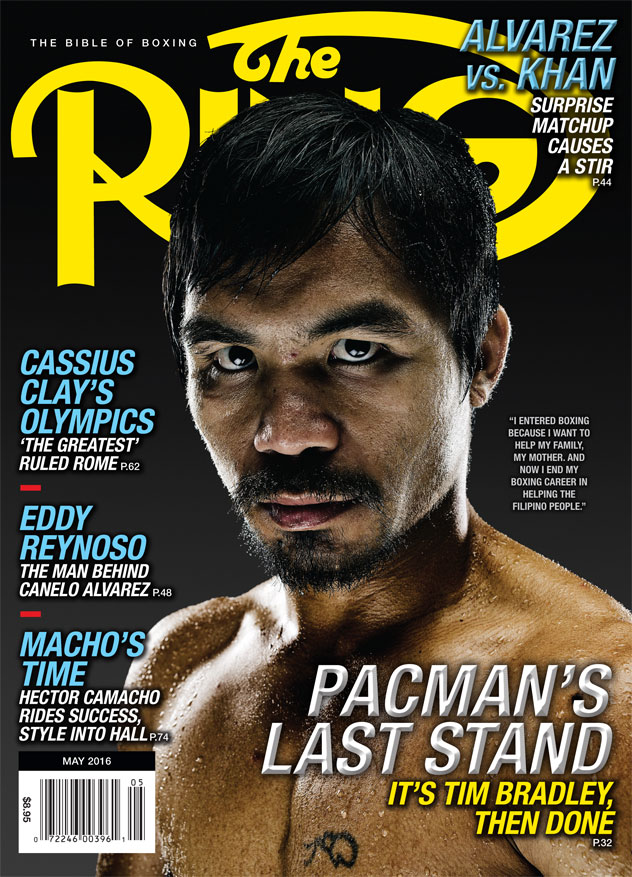 THE BIBLE OF BOXING
The
RING
ALVAREZ
VS. KHAN
SURPRISE
MATCHUP
CAUSES
A STIR
P.44
CASSIUS
CLAY'S
OLYMPICS
'THE GREATEST'
RULED ROME P.62
EDDY
REYNOSO
THE MAN BEHIND
CANELO ALVAREZ P.48
MACHO'S
TIME
HECTOR CAMACHO
RIDES SUCCESS,
STYLE INTO HALL P.74
"I ENTERED BOXING
BECAUSE I WANT TO
HELP MY FAMILY,
MY MOTHER. AND
NOW I END MY
BOXING CAREER IN
HELPING THE
FILIPINO PEOPLE."
PACMAN'S
LAST STAND
IT'S TIM BRADLEY,
THEN DONE
P.32
MAY 2016
$8.95
05
0 72246 00396 1